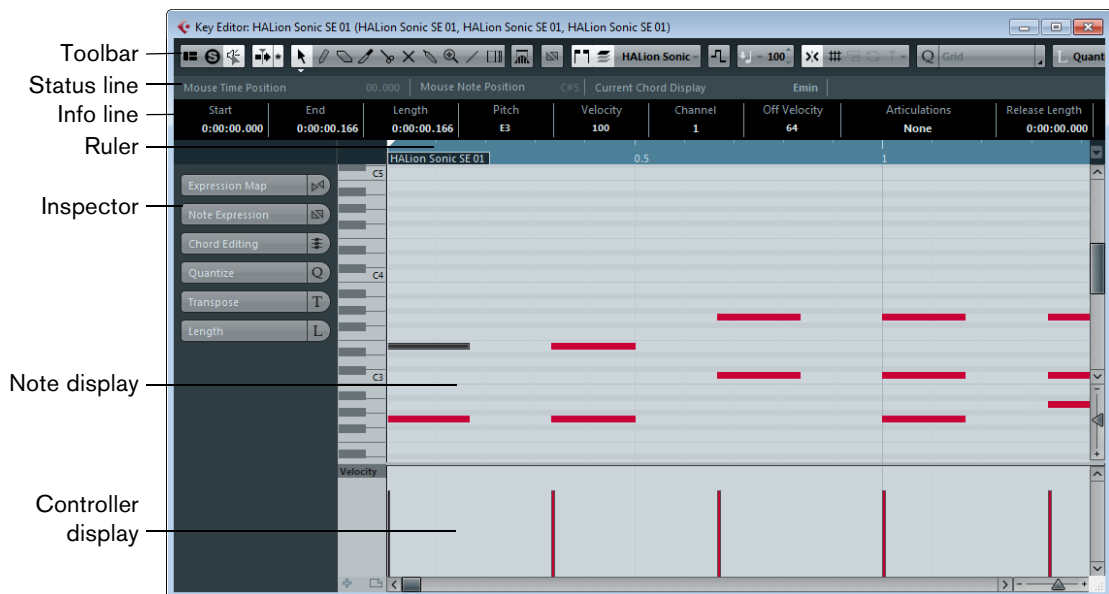 Key Editor: HALion Sonic SE 01 (HALion Sonic SE 01, HALion Sonic SE 01, HALion Sonic SE 01)
Toolbar
HALion Sonic
100
Q Grid
L Quant
Status line
Mouse Time Position 00.000 Mouse Note Position C#5 Current Chord Display Emin
Info line
Start End Length Pitch Velocity Channel Off Velocity Articulations Release Length
0:00:00.000 0:00:00.166 0:00:00.166 E3 100 1 64 None 0:00:00.000
Ruler
HALion Sonic SE 01 0.5 1
C5
Inspector
Expression Map
Note Expression
Chord Editing
Quantize Q
C4
Transpose T
Length L
Note display
C3
Velocity
Controller
display